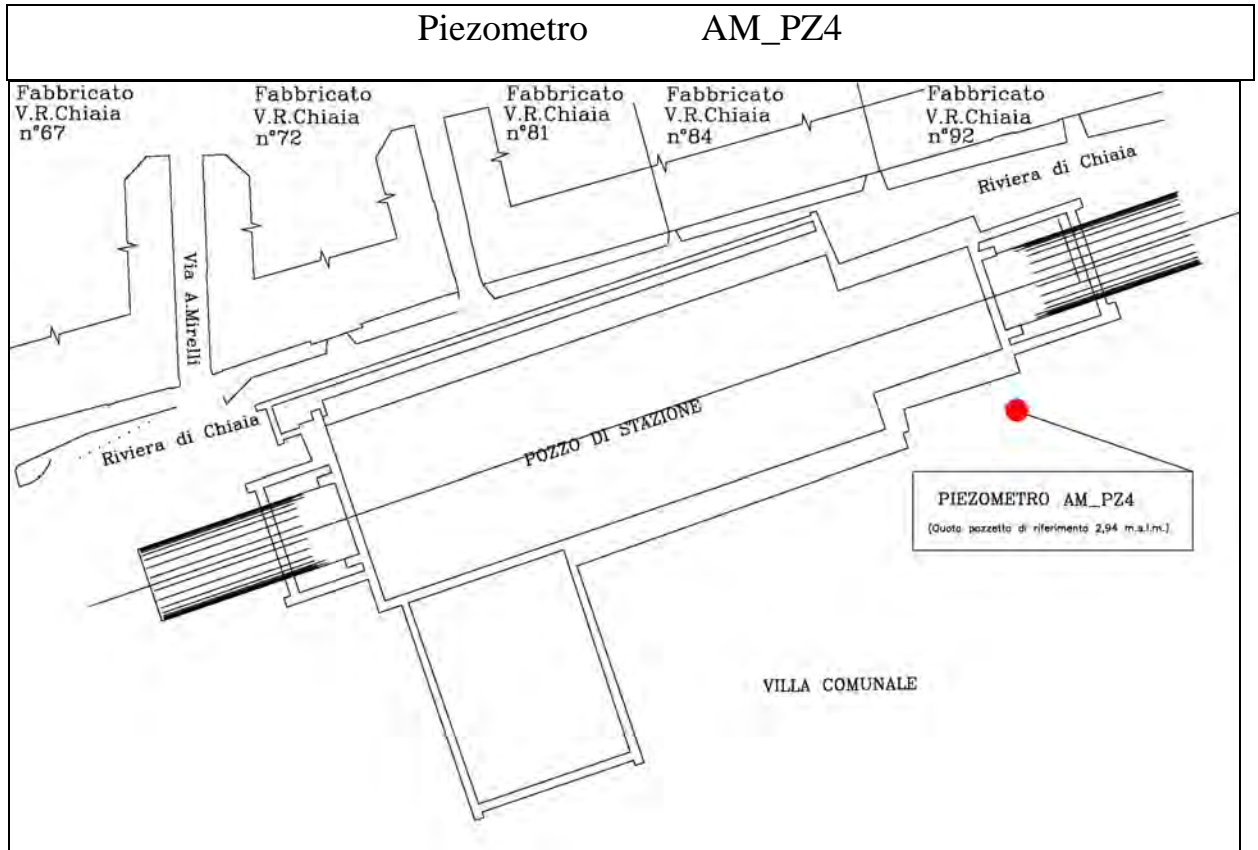 Piezometro AM_PZ4
Fabbricato
V.R.Chiaia
n°67
Fabbricato
V.R.Chiaia
n°72
Fabbricato
V.R.Chiaia
n°81
Fabbricato
V.R.Chiaia
n°84
Fabbricato
V.R.Chiaia
n°92
Riviera di Chiaia
Via A.Mirelli
Riviera di Chiaia
POZZO DI STAZIONE
PIEZOMETRO AM_PZ4
(Quota pozzetto di riferimento 2,94 m.s.l.m.)
VILLA COMUNALE